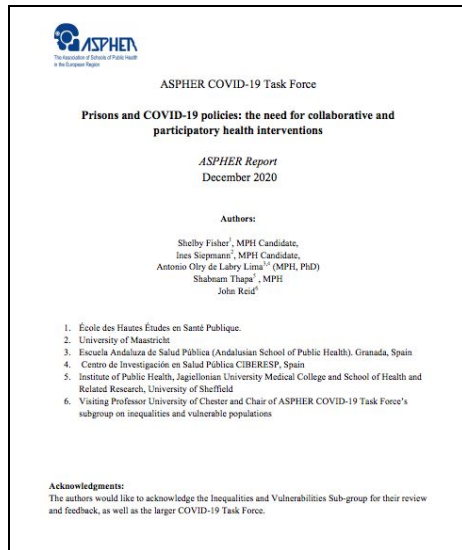 ASPHER
The Association of Schools of Public Health
in the European Region
ASPHER COVID-19 Task Force
Prisons and COVID-19 policies: the need for collaborative and
participatory health interventions
ASPHER Report
December 2020
Authors:
Shelby Fisher1, MPH Candidate,
Ines Siepmann2, MPH Candidate,
Antonio Olry de Labry Lima3,4 (MPH, PhD)
Shabnam Thapa5 , MPH
John Reid6
1. École des Hautes Études en Santé Publique.
2. University of Maastricht
3. Escuela Andaluza de Salud Pública (Andalusian School of Public Health). Granada, Spain
4. Centro de Investigación en Salud Pública CIBERESP, Spain
5. Institute of Public Health, Jagiellonian University Medical College and School of Health and
Related Research, University of Sheffield
6. Visiting Professor University of Chester and Chair of ASPHER COVID-19 Task Force's
subgroup on inequalities and vulnerable populations
Acknowledgments:
The authors would like to acknowledge the Inequalities and Vulnerabilities Sub-group for their review
and feedback, as well as the larger COVID-19 Task Force.